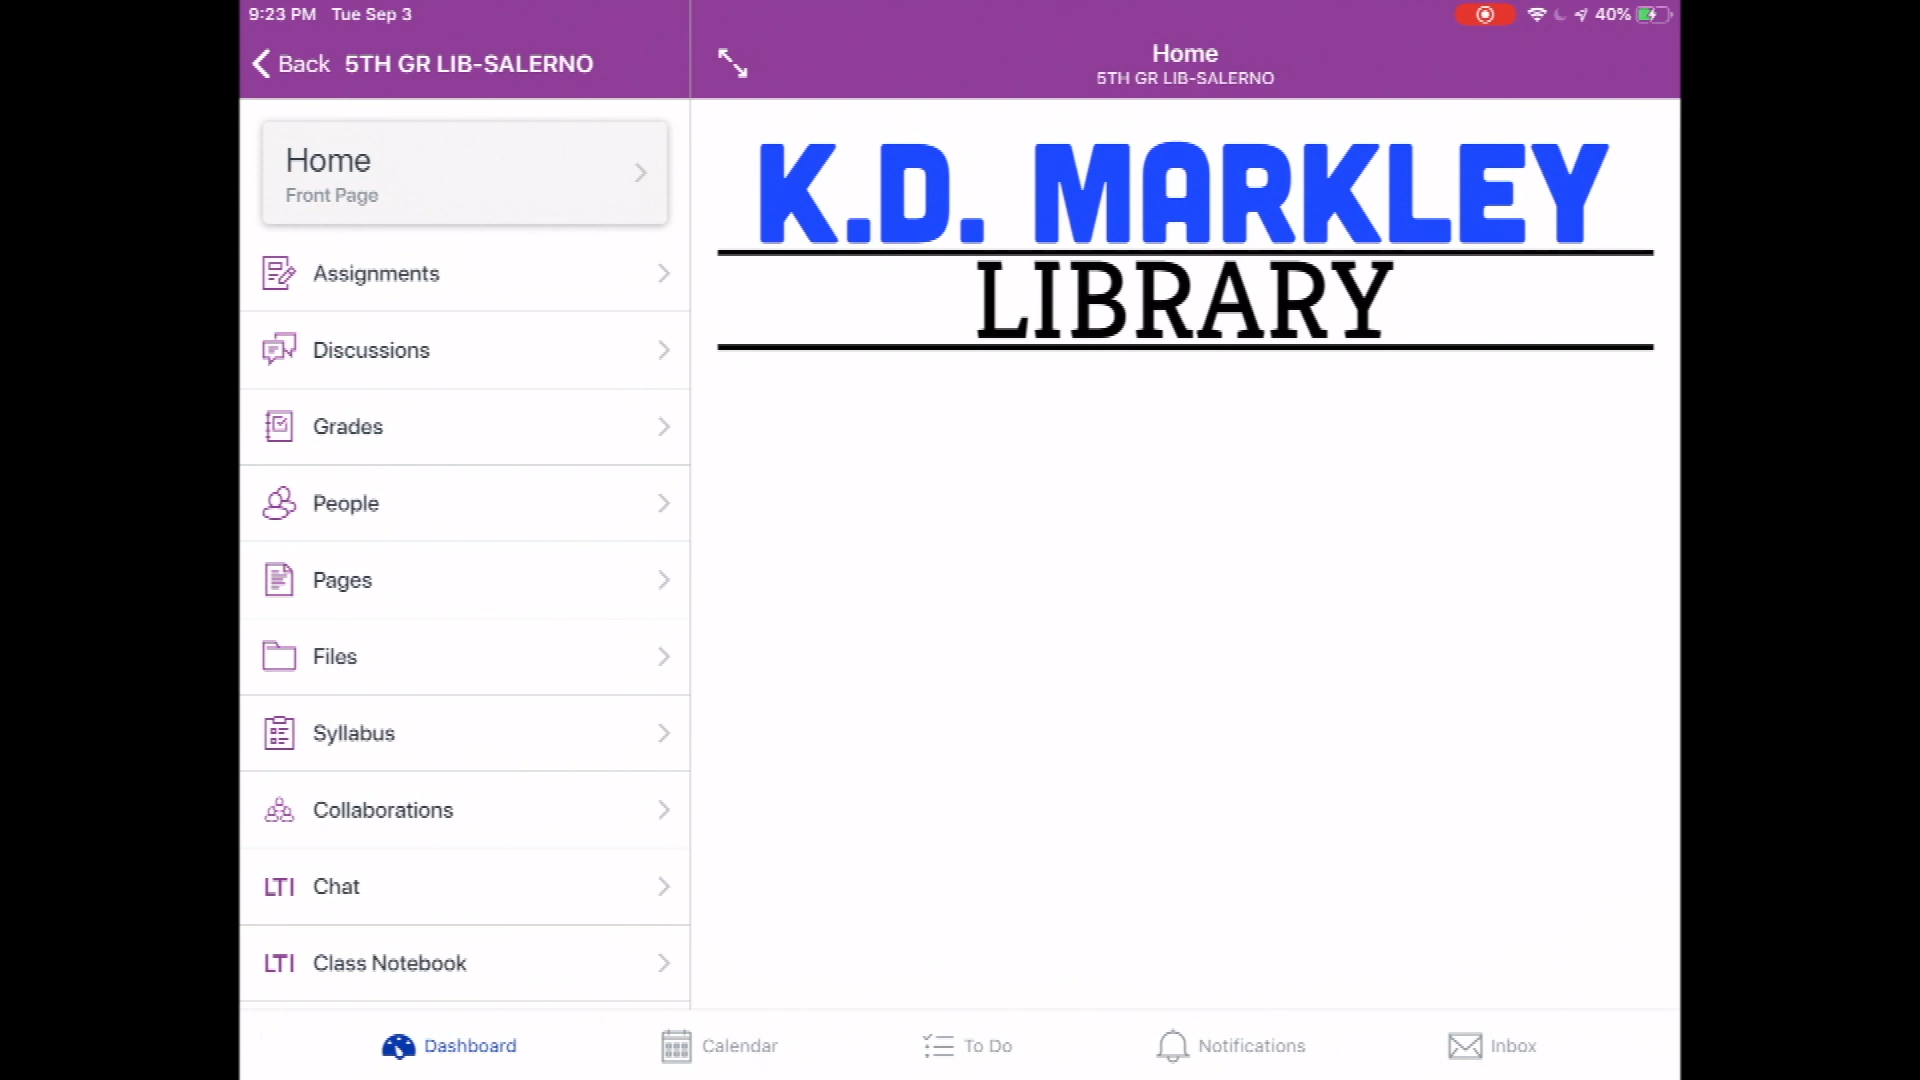 9:23 PM Tue Sep 3
40%
Back 5TH GR LIB-SALERNO
Home
5TH GR LIB-SALERNO
Home
Front Page
Assignments
Discussions
Grades
People
Pages
Files
Syllabus
Collaborations
LTI Chat
LTI Class Notebook
K.D. MARKLEY
LIBRARY
Dashboard
Calendar
To Do
Notifications
Inbox